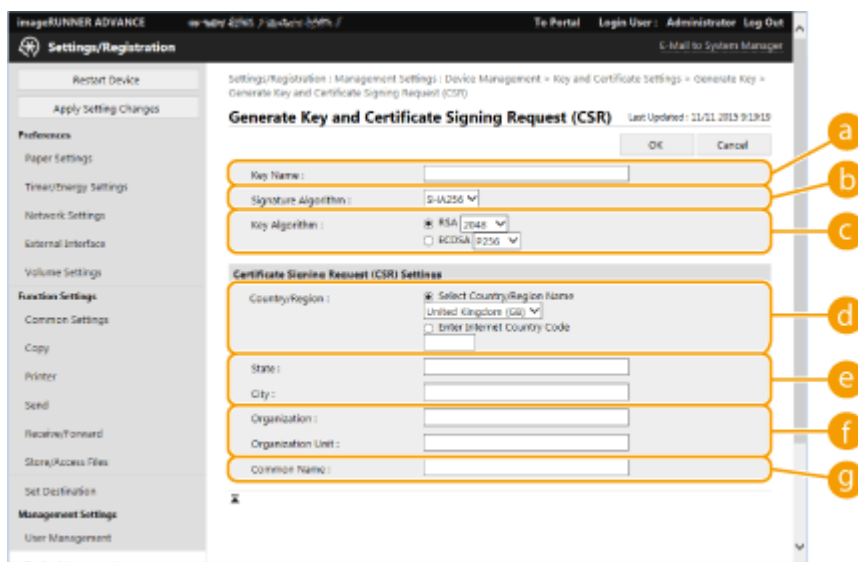 imageRUNNER ADVANCE
To Portal Login User : Administrator Log Out
Settings/Registration
E-Mail to System Manager
Restart Device
Apply Setting Changes
Preferences
Paper Settings
Timer/Energy Settings
Network Settings
External Interface
Volume Settings
Function Settings
Common Settings
Copy
Printer
Send
Receive/Forward
Store/Access Files
Set Destination
Management Settings
User Management
Settings/Registration : Management Settings : Device Management > Key and Certificate Settings > Generate Key >
Generate Key and Certificate Signing Request (CSR)
Generate Key and Certificate Signing Request (CSR)
Last Updated : 11/11 2015 9:19:19
OK Cancel
Key Name : a
Signature Algorithm : SHA256 b
Key Algorithm : RSA 2048 c
ECDSA P256
Certificate Signing Request (CSR) Settings
Country/Region : Select Country/Region Name
United Kingdom (GB) d
Enter Internet Country Code
State : e
City :
Organization : f
Organization Unit :
Common Name : g